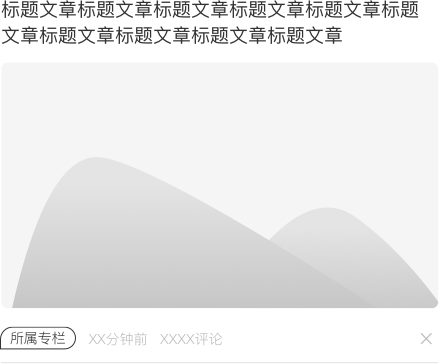 标题文章标题文章标题文章标题文章标题文章标题
文章标题文章标题文章标题文章标题文章
所属专栏 XX分钟前 XXXX评论